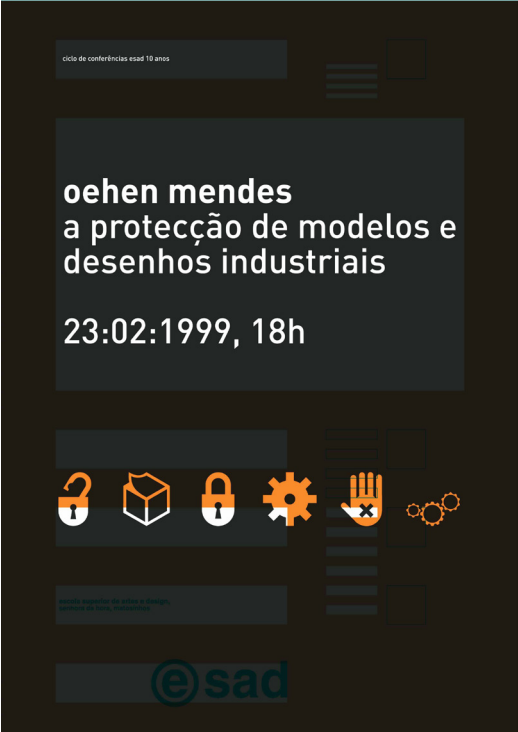 ciclo de conferências esad 10 anos
oehen mendes
a protecção de modelos e
desenhos industriais
23:02:1999, 18h
escola superior de artes e design,
esad